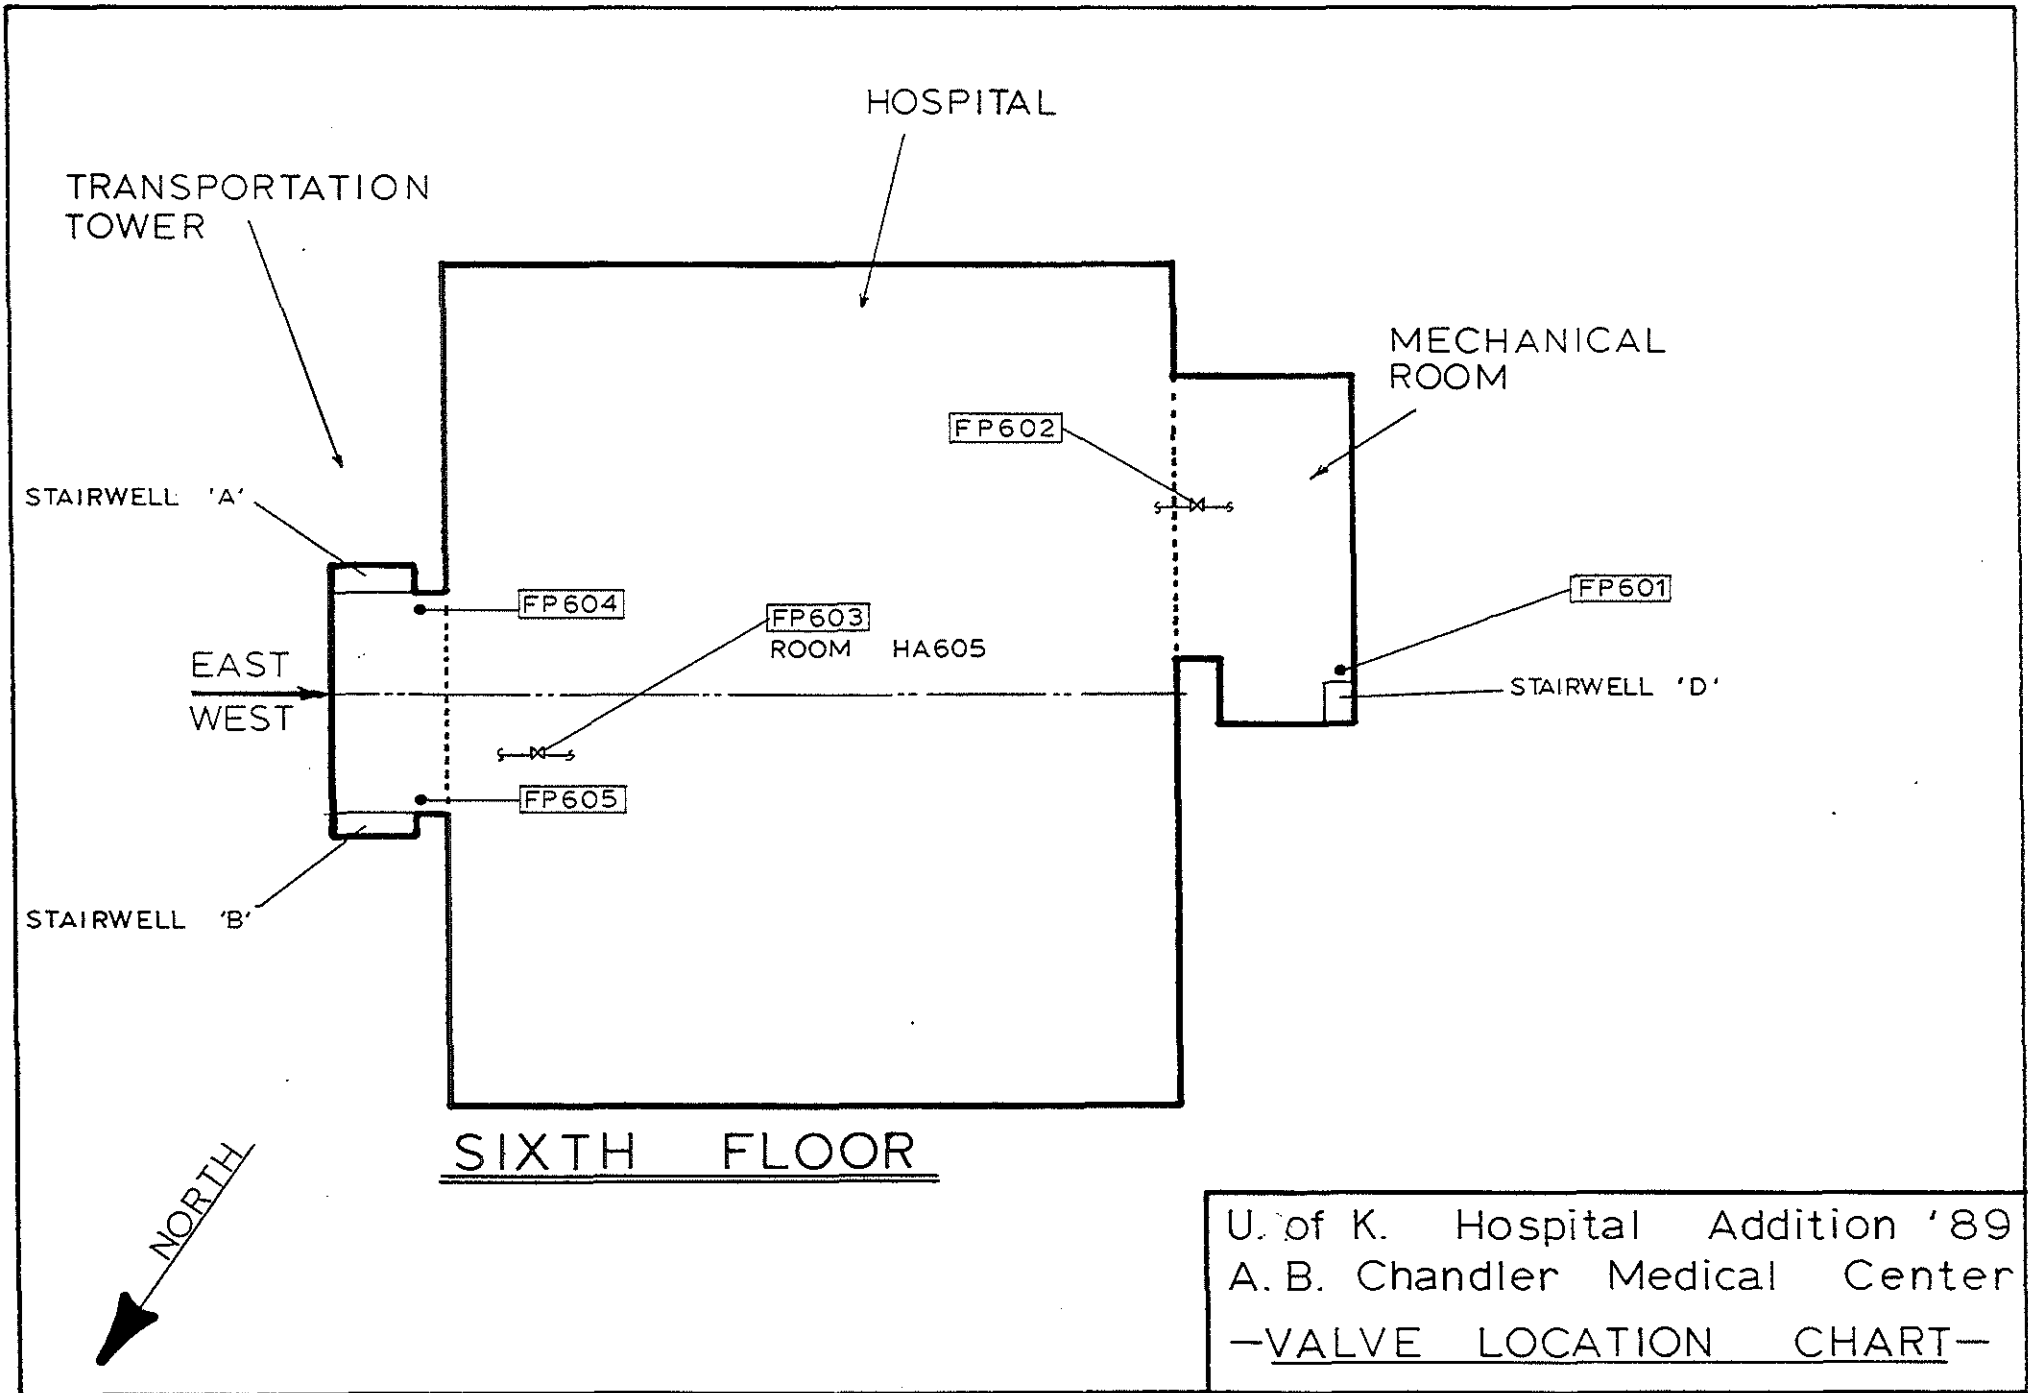 HOSPITAL
TRANSPORTATION
TOWER
MECHANICAL
ROOM
FP602
STAIRWELL 'A'
FP604
FP603
ROOM HA605
FP601
EAST
WEST
STAIRWELL 'D'
FP605
STAIRWELL 'B'
SIXTH FLOOR
NORTH
U. of K. Hospital Addition '89
A. B. Chandler Medical Center
—VALVE LOCATION CHART—